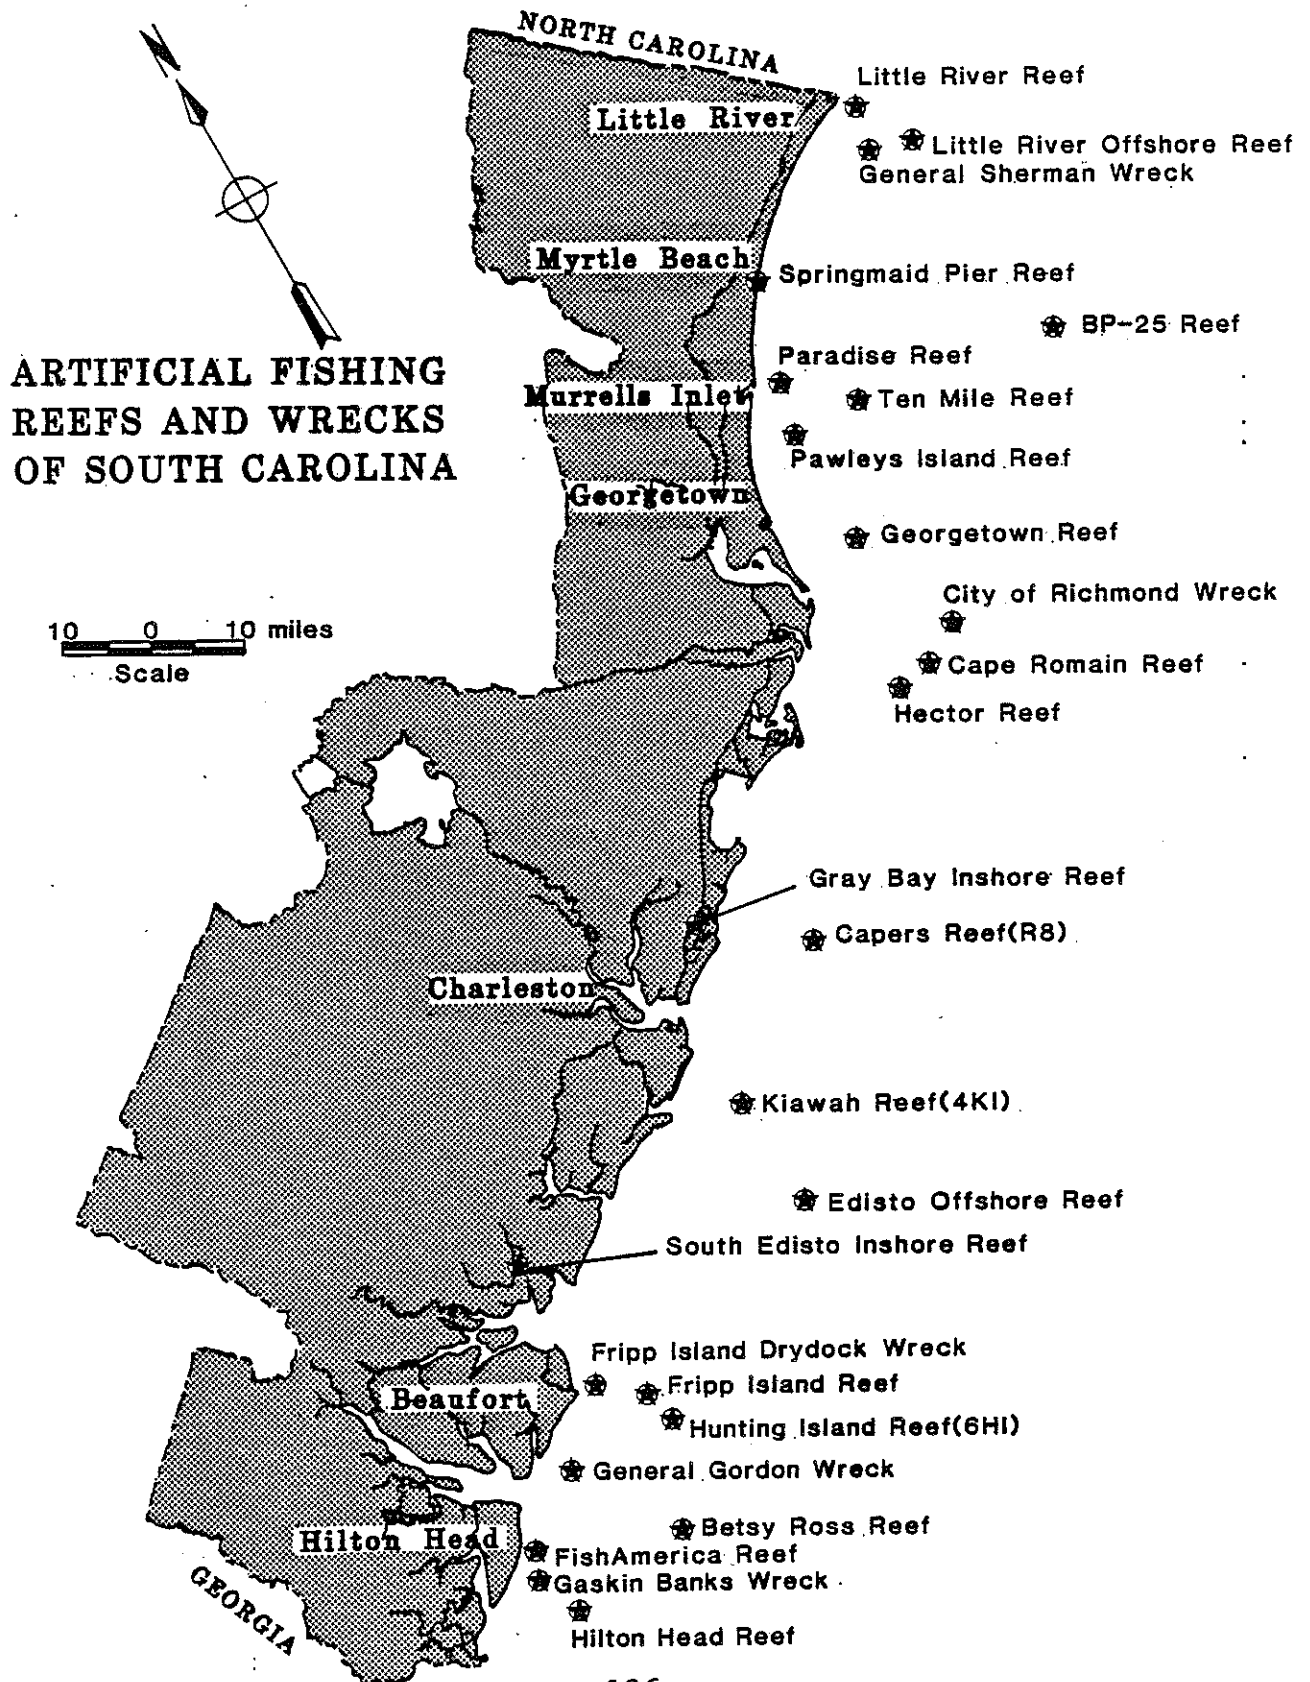 NORTH CAROLINA
N
Little River Reef
Little River
Little River Offshore Reef
General Sherman Wreck
Myrtle Beach
Springmaid Pier Reef
BP-25 Reef
Paradise Reef
ARTIFICIAL FISHING
REEFS AND WRECKS
OF SOUTH CAROLINA
Murrells Inlet
Ten Mile Reef
Pawleys Island Reef
Georgetown
Georgetown Reef
City of Richmond Wreck
10 0 10 miles
Scale
Cape Romain Reef
Hector Reef
Gray Bay Inshore Reef
Capers Reef(R8)
Charleston
Kiawah Reef(4KI)
Edisto Offshore Reef
South Edisto Inshore Reef
Fripp Island Drydock Wreck
Fripp Island Reef
Beaufort
Hunting Island Reef(6HI)
General Gordon Wreck
Betsy Ross Reef
Hilton Head
FishAmerica Reef
Gaskin Banks Wreck
GEORGIA
Hilton Head Reef